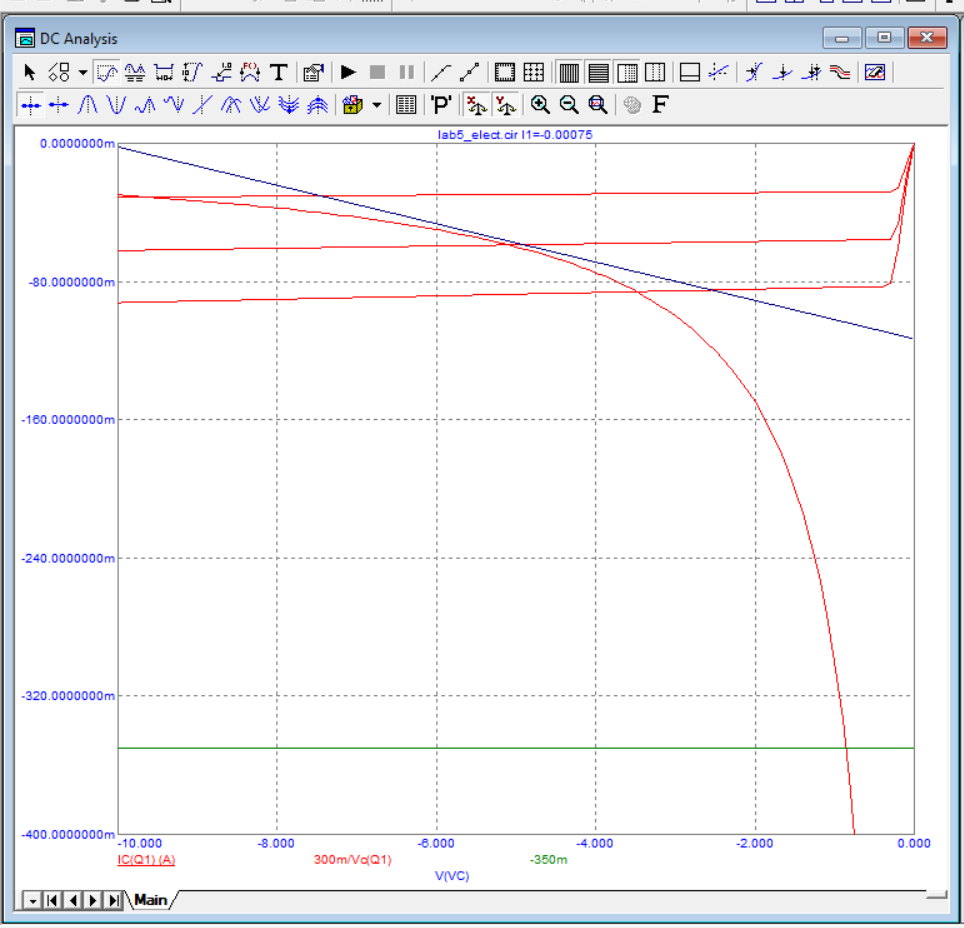 DC Analysis
T
'P'
X
Y
F
lab5_elect.cir I1=-0.00075
0.0000000m
-80.0000000m
-160.0000000m
-240.0000000m
-320.0000000m
-400.0000000m
-10.000 -8.000 -6.000 -4.000 -2.000 0.000
IC(Q1) (A) 300m/Vc(Q1) -350m
V(VC)
Main